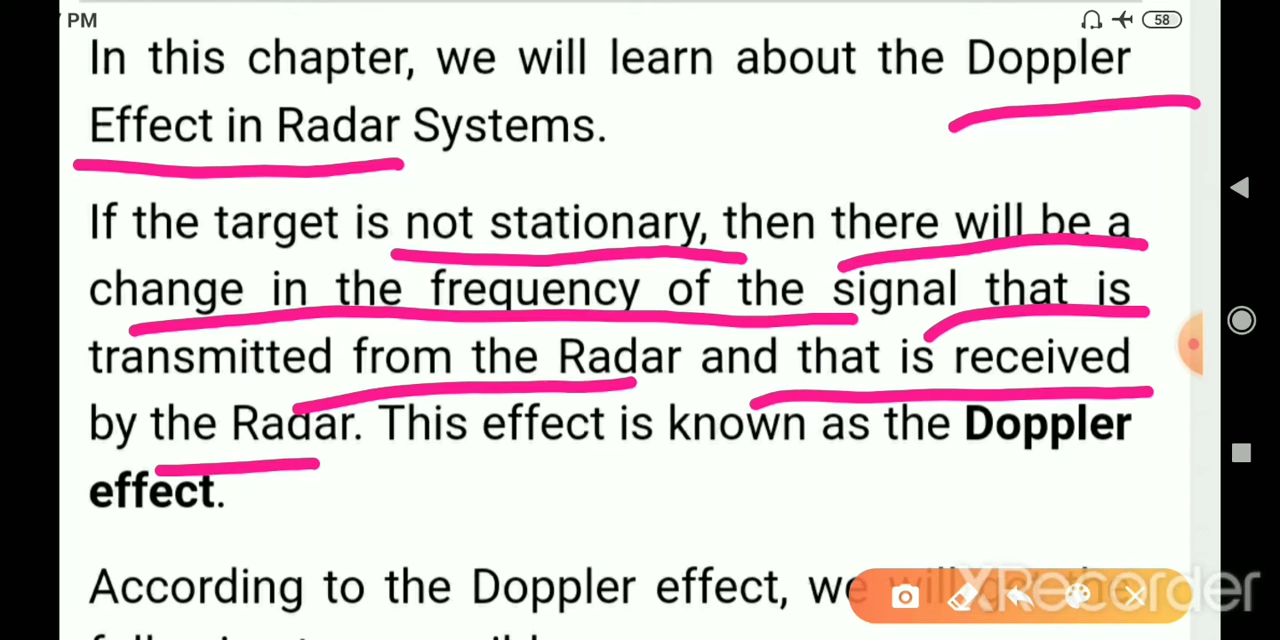 PM
58
In this chapter, we will learn about the Doppler
Effect in Radar Systems.
If the target is not stationary, then there will be a
change in the frequency of the signal that is
transmitted from the Radar and that is received
by the Radar. This effect is known as the Doppler
effect.
According to the Doppler effect, we will
XRecorder